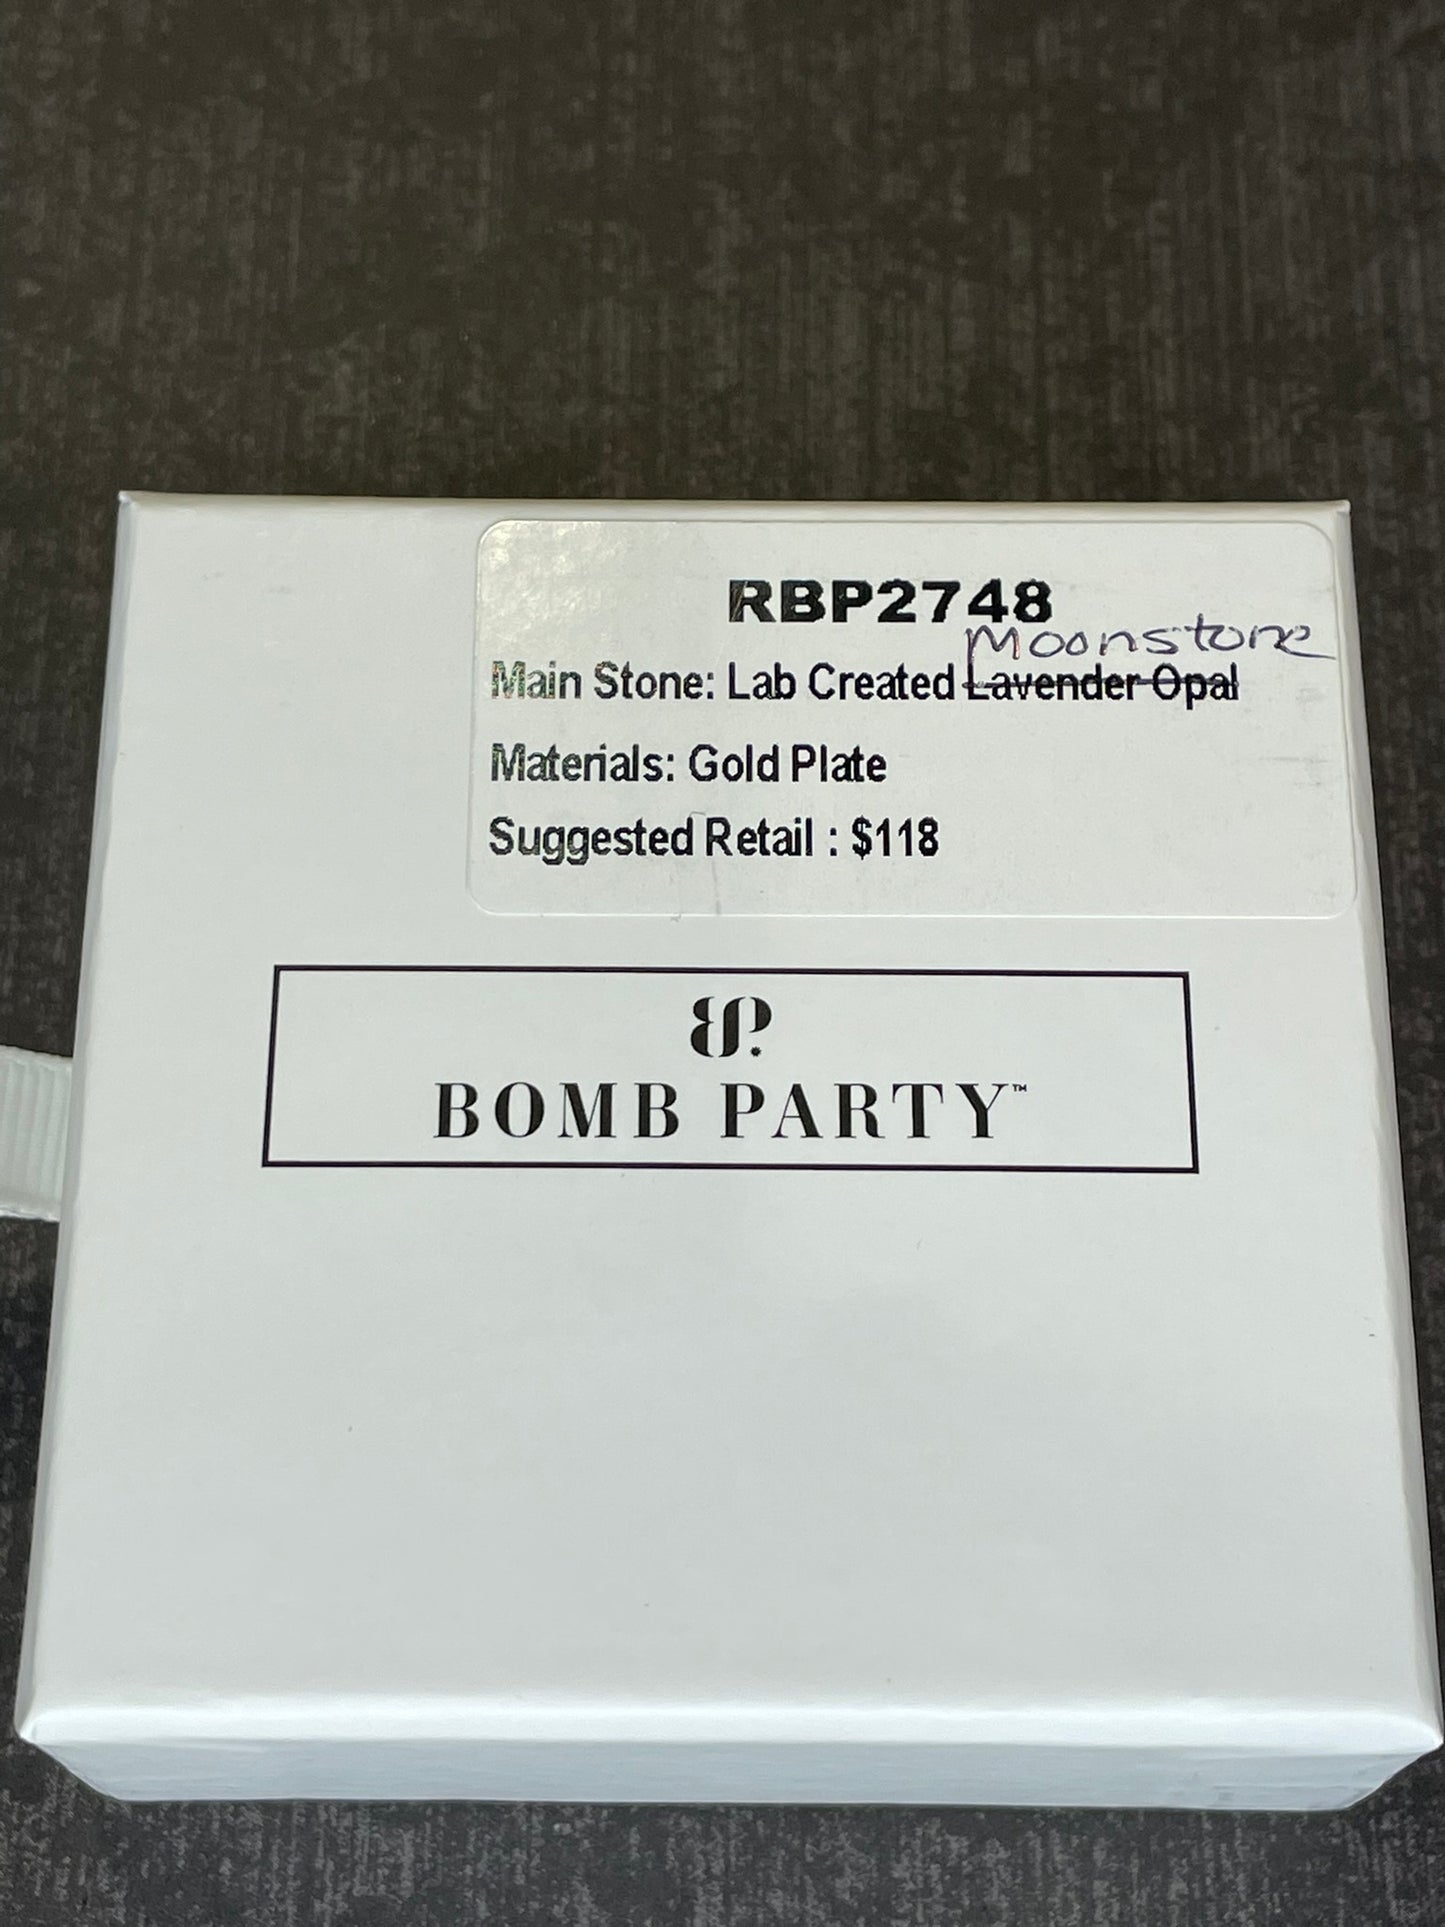 RBP2748
Moonstone
Main Stone: Lab Created Lavender Opal
Materials: Gold Plate
Suggested Retail : $118
BP.
BOMB PARTY™